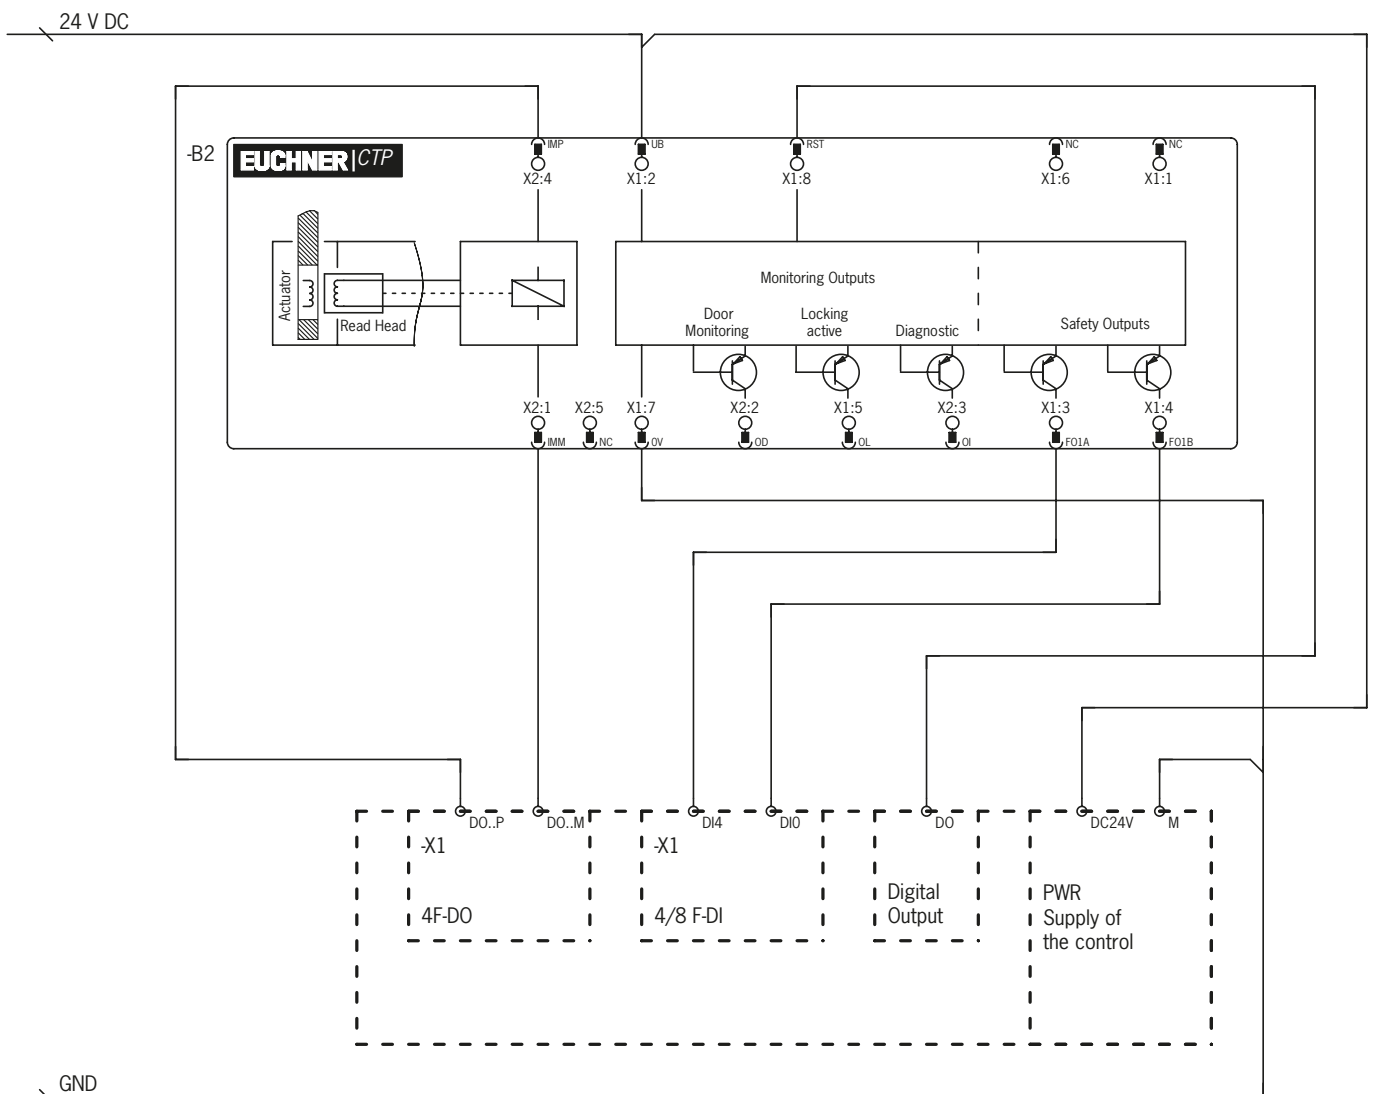 24 V DC
-B2
EUCHNER CTP
IMP
UB
RST
NC
NC
X2:4
X1:2
X1:8
X1:6
X1:1
Actuator
Read Head
Monitoring Outputs
Door
Monitoring
Locking
active
Diagnostic
Safety Outputs
X2:1
X2:5
X1:7
X2:2
X1:5
X2:3
X1:3
X1:4
IMM
NC
0V
OD
OL
OI
FO1A
FO1B
DO..P
DO..M
DI4
DI0
DO
DC24V
M
-X1
4F-DO
-X1
4/8 F-DI
Digital
Output
PWR
Supply of
the control
GND